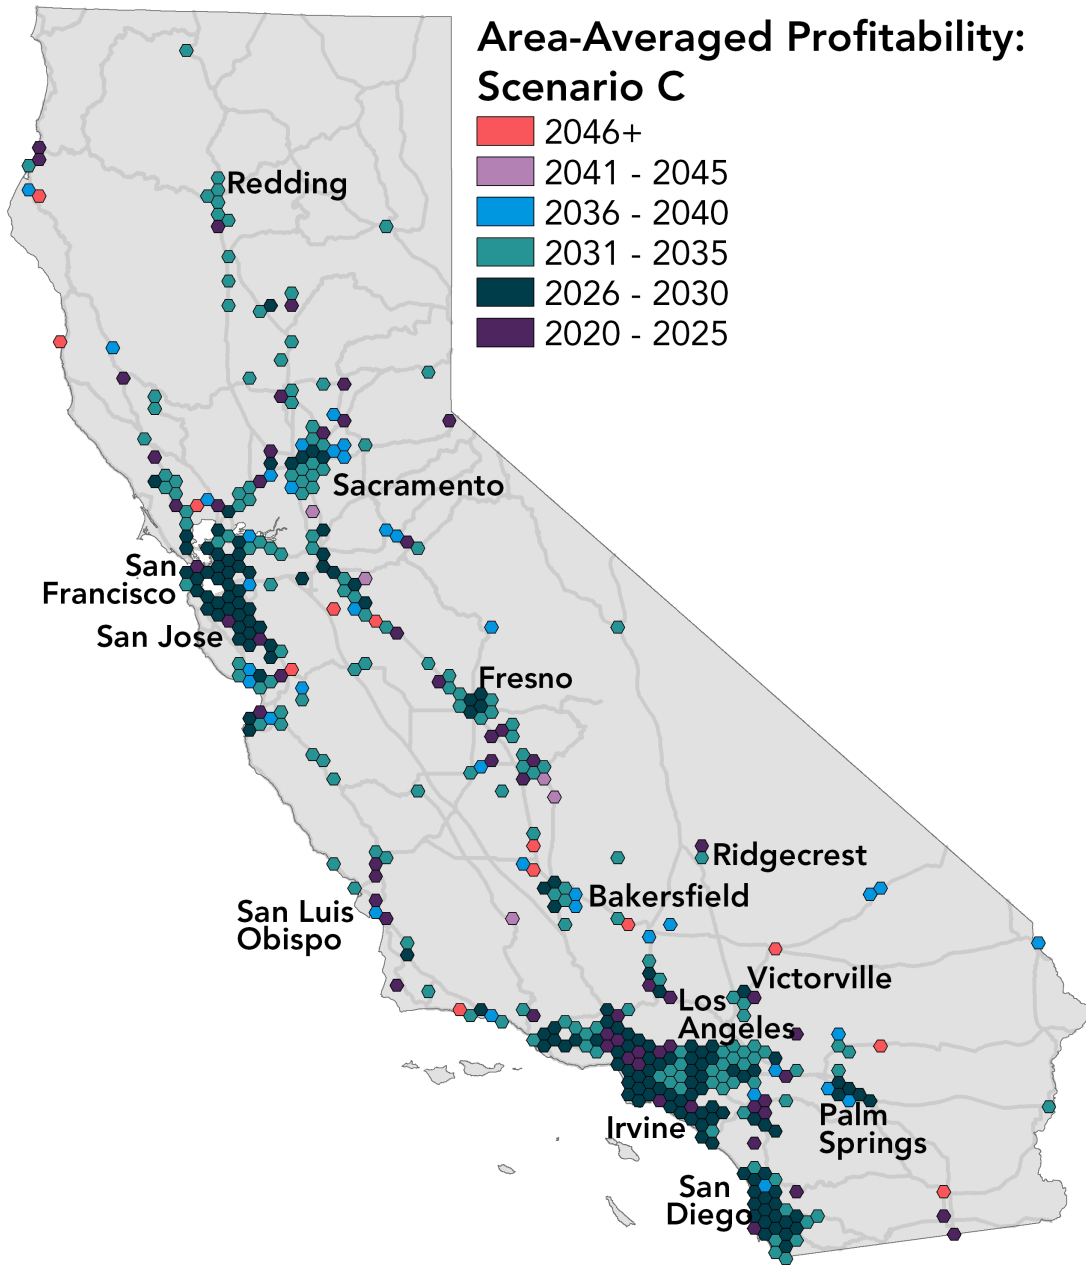 Area-Averaged Profitability:
Scenario C
2046+
2041 - 2045
2036 - 2040
2031 - 2035
2026 - 2030
2020 - 2025
Redding
Sacramento
San
Francisco
San Jose
Fresno
Ridgecrest
Bakersfield
San Luis
Obispo
Victorville
Los
Angeles
Irvine
Palm
Springs
San
Diego